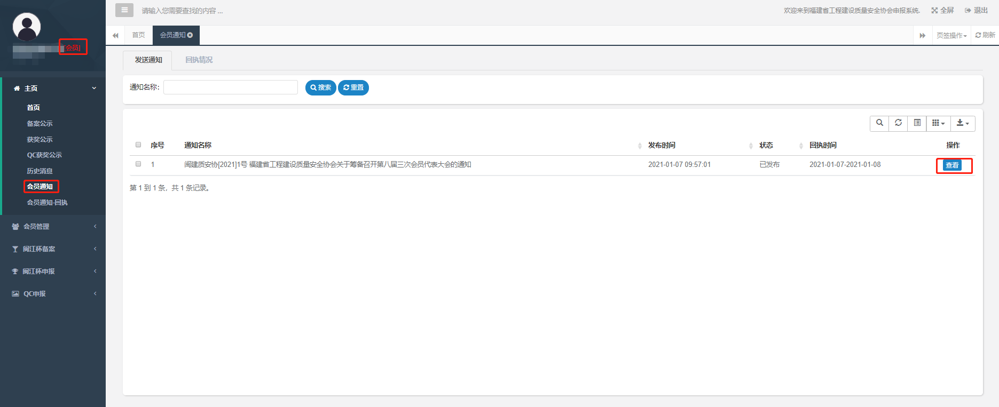 请输入您需要查找的内容 ...
欢迎来到福建省工程建设质量安全协会申报系统.
全屏
退出
[会员]
首页
会员通知
页签操作
刷新
发送通知
回执情况
通知名称：
搜索
重置
主页
首页
备案公示
获奖公示
QC获奖公示
历史消息
会员通知
会员通知-回执
会员管理
闽江杯备案
闽江杯申报
QC申报
序号 通知名称 发布时间 状态 回执时间 操作
1 闽建质安协[2021]1号 福建省工程建设质量安全协会关于筹备召开第八届三次会员代表大会的通知 2021-01-07 09:57:01 已发布 2021-01-07-2021-01-08 查看
第 1 到 1 条，共 1 条记录。